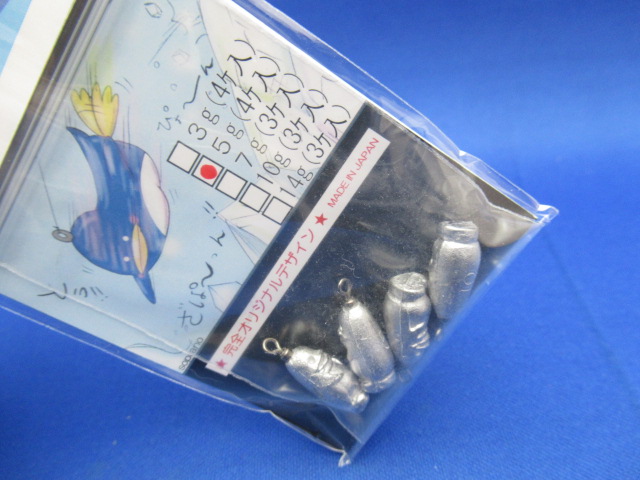 ぴょ〜ん
3g(4ケ入)
5g(4ケ入)
7g(3ケ入)
10g(3ケ入)
14g(3ケ入)
ざぱ〜っん!!
★ 完全オリジナルデザイン ★ MADE IN JAPAN